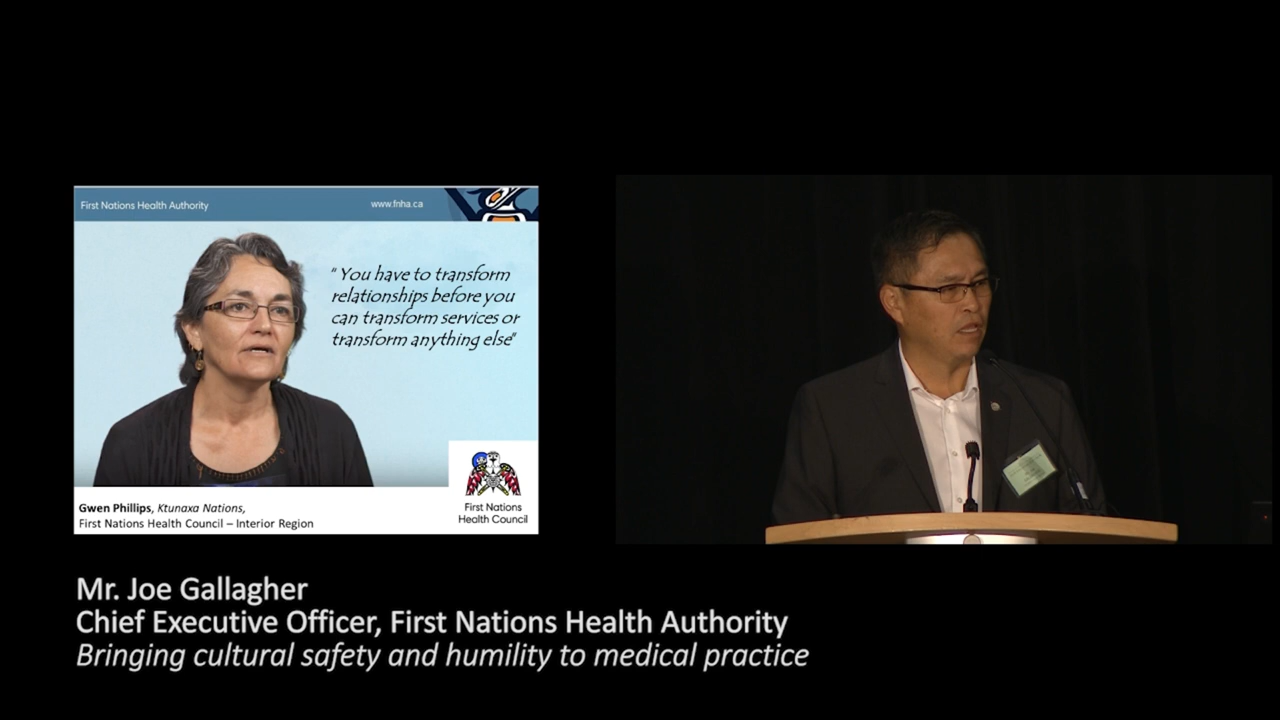 First Nations Health Authority
www.fnha.ca
“ You have to transform
relationships before you
can transform services or
transform anything else”
Gwen Phillips, Ktunaxa Nations,
First Nations Health Council – Interior Region
First Nations
Health Council
Mr. Joe Gallagher
Chief Executive Officer, First Nations Health Authority
Bringing cultural safety and humility to medical practice